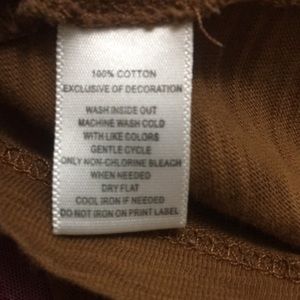 100% COTTON
EXCLUSIVE OF DECORATION
WASH INSIDE OUT
MACHINE WASH COLD
WITH LIKE COLORS
GENTLE CYCLE
ONLY NON-CHLORINE BLEACH
WHEN NEEDED
DRY FLAT
COOL IRON IF NEEDED
DO NOT IRON ON PRINT LABEL